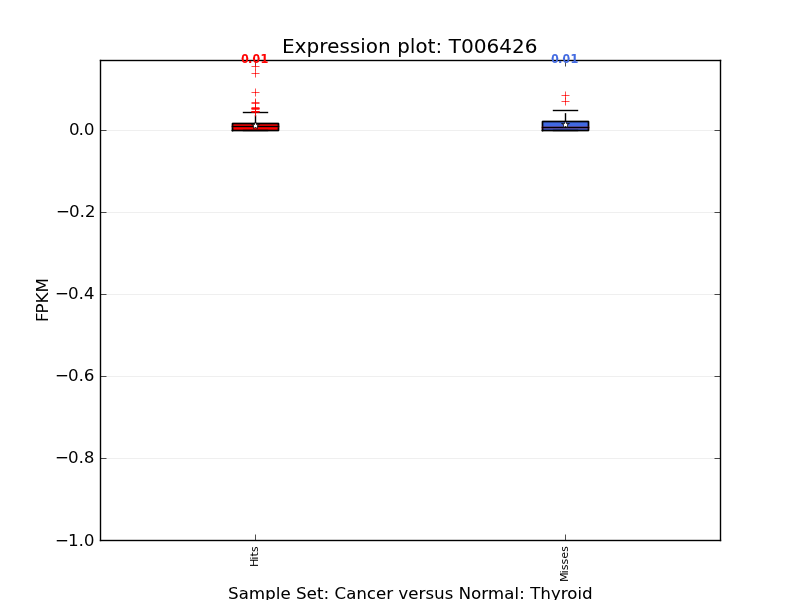 Expression plot: T006426
0.01 0.01
0.0
−0.2
−0.4
−0.6
−0.8
−1.0
FPKM
Hits Misses
Sample Set: Cancer versus Normal: Thyroid